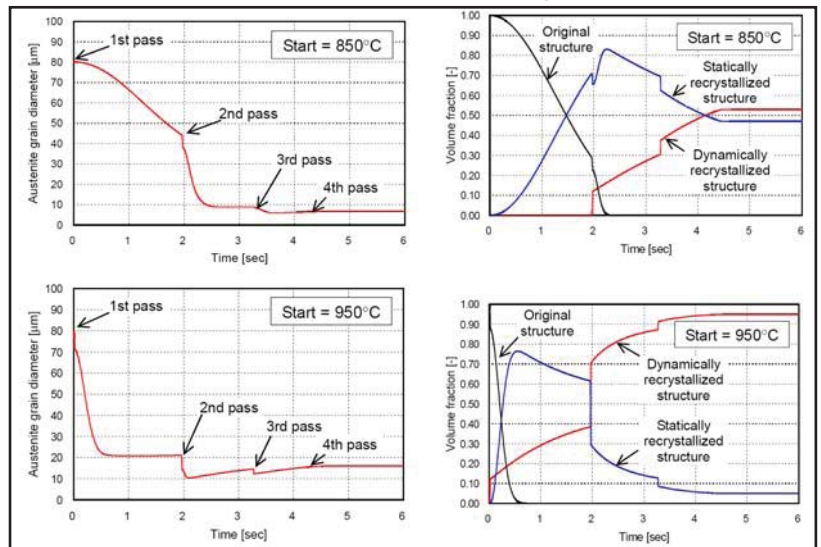 Start = 850°C
1st pass
2nd pass
3rd pass
4th pass
Austenite grain diameter [μm]
100
90
80
70
60
50
40
30
20
10
0
0 1 2 3 4 5 6
Time [sec]
Start = 850°C
Original
structure
Statically
recrystallized
structure
Dynamically
recrystallized
structure
Volume fraction [-]
1.00
0.90
0.80
0.70
0.60
0.50
0.40
0.30
0.20
0.10
0.00
0 1 2 3 4 5 6
Time [sec]
Start = 950°C
1st pass
2nd pass
3rd pass
4th pass
Austenite grain diameter [μm]
100
90
80
70
60
50
40
30
20
10
0
0 1 2 3 4 5 6
Time [sec]
Start = 950°C
Original
structure
Dynamically
recrystallized
structure
Statically
recrystallized
structure
Volume fraction [-]
1.00
0.90
0.80
0.70
0.60
0.50
0.40
0.30
0.20
0.10
0.00
0 1 2 3 4 5 6
Time [sec]